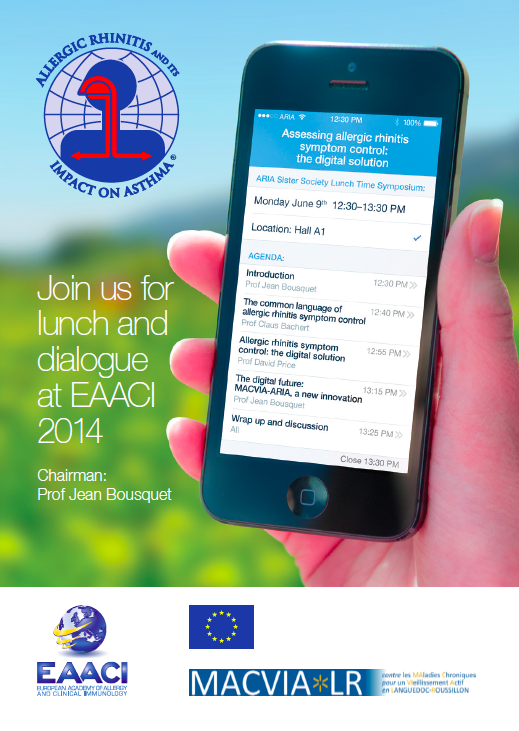 ALLERGIC RHINITIS AND ITS
IMPACT ON ASTHMA®
ARIA 12:30 PM 100%
Assessing allergic rhinitis
symptom control:
the digital solution
ARIA Sister Society Lunch Time Symposium:
Monday June 9th 12:30–13:30 PM
Location: Hall A1
AGENDA:
Introduction 12:30 PM
Prof Jean Bousquet
The common language of
allergic rhinitis symptom control 12:40 PM
Prof Claus Bachert
Allergic rhinitis symptom
control: the digital solution 12:55 PM
Prof David Price
The digital future:
MACVIA-ARIA, a new innovation 13:15 PM
Prof Jean Bousquet
Wrap up and discussion 13:25 PM
All
Close 13:30 PM
Join us for
lunch and
dialogue
at EAACI
2014
Chairman:
Prof Jean Bousquet
EAACI
EUROPEAN ACADEMY OF ALLERGY
AND CLINICAL IMMUNOLOGY
MACVIA LR
contre les MAladies Chroniques
pour un VIeillissement Actif
en LANGUEDOC-ROUSSILLON